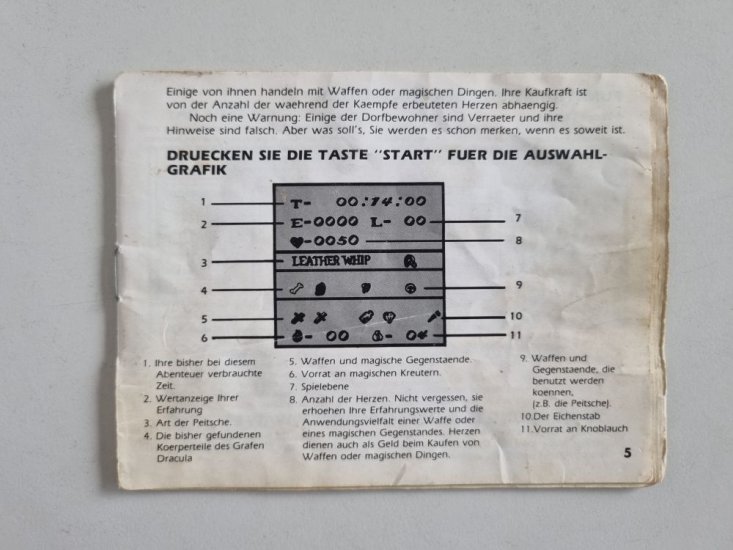 Einige von ihnen handeln mit Waffen oder magischen Dingen. Ihre Kaufkraft ist
von der Anzahl der waehrend der Kaempfe erbeuteten Herzen abhaengig.
Noch eine Warnung: Einige der Dorfbewohner sind Verraeter und ihre
Hinweise sind falsch. Aber was soll's, Sie werden es schon merken, wenn es soweit ist.
DRUECKEN SIE DIE TASTE "START" FUER DIE AUSWAHL-
GRAFIK
1
T- 00:14:00
2
E-0000 L- 00
7
-0050
8
3
LEATHER WHIP
4
9
5
10
6
- 00 - 04
11
1. Ihre bisher bei diesem
Abenteuer verbrauchte
Zeit.
2. Wertanzeige Ihrer
Erfahrung
3. Art der Peitsche.
4. Die bisher gefundenen
Koerperteile des Grafen
Dracula
5. Waffen und magische Gegenstaende.
6. Vorrat an magischen Kreutern.
7. Spielebene
8. Anzahl der Herzen. Nicht vergessen, sie
erhoehen Ihre Erfahrungswerte und die
Anwendungsvielfalt einer Waffe oder
eines magischen Gegenstandes. Herzen
dienen auch als Geld beim Kaufen von
Waffen oder magischen Dingen.
9. Waffen und
Gegenstaende, die
benutzt werden
koennen,
(z.B. die Peitsche).
10.Der Eichenstab
11.Vorrat an Knoblauch
5